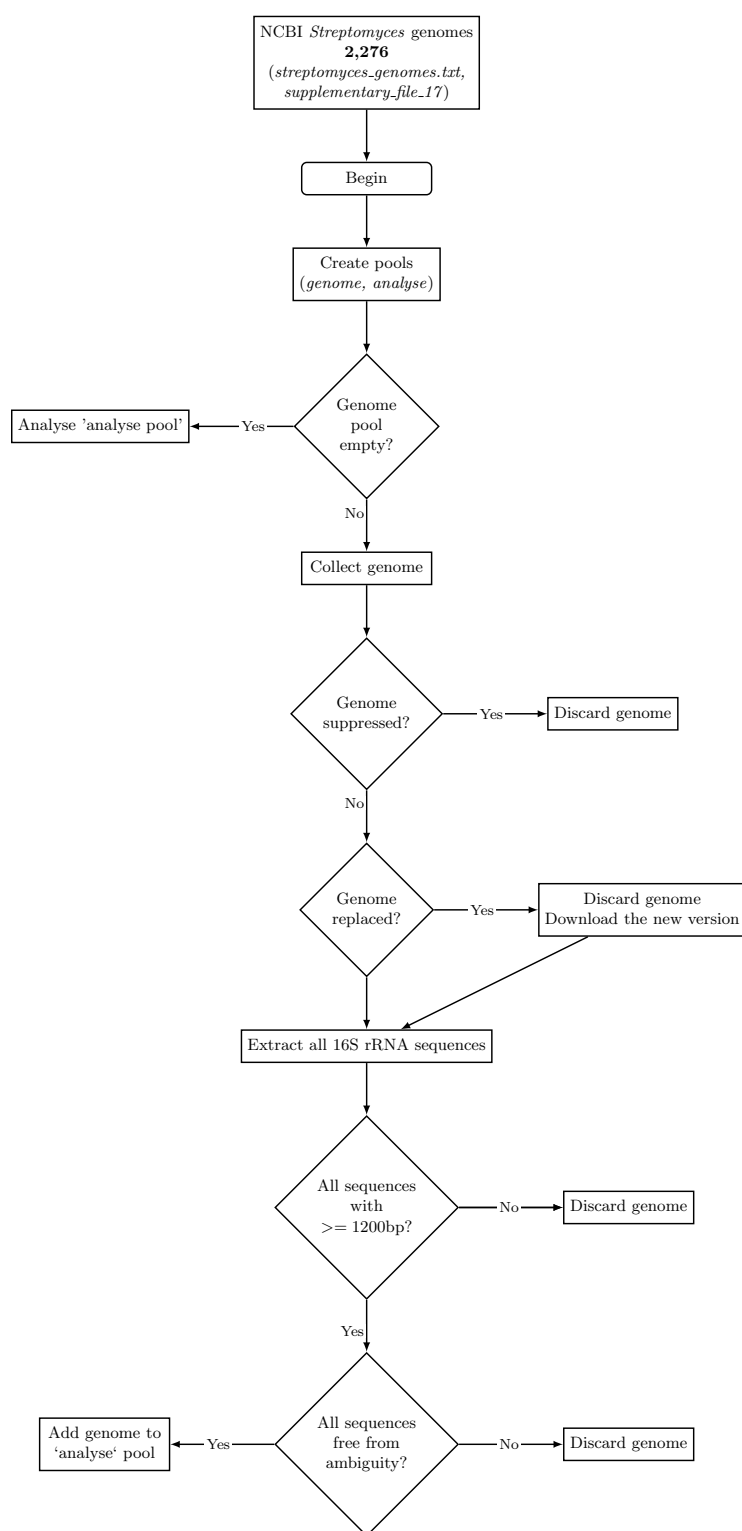 NCBI Streptomyces genomes
2,276
(streptomyces_genomes.txt,
supplementary_file_17)
Begin
Create pools
(genome, analyse)
Genome
pool
empty?
Yes
Analyse 'analyse pool'
No
Collect genome
Genome
suppressed?
Yes
Discard genome
No
Genome
replaced?
Yes
Discard genome
Download the new version
Extract all 16S rRNA sequences
All sequences
with
>= 1200bp?
No
Discard genome
Yes
All sequences
free from
ambiguity?
Yes
Add genome to
‘analyse‘ pool
No
Discard genome